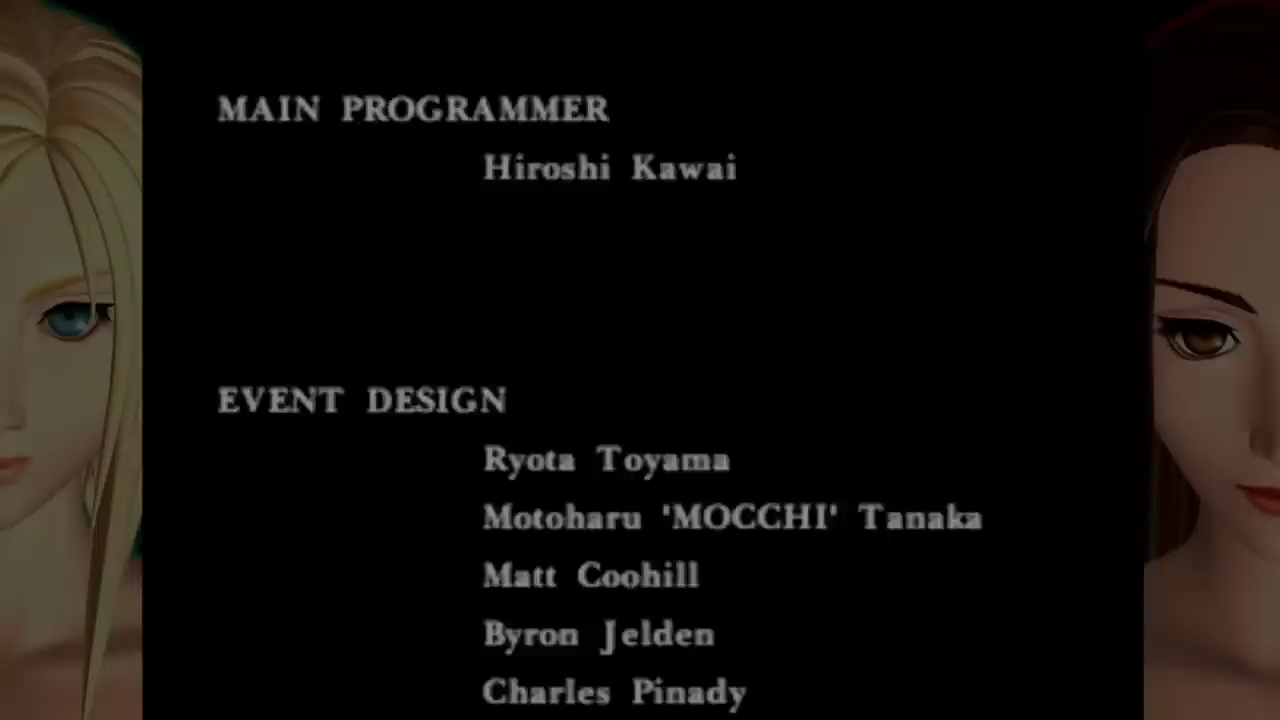 MAIN PROGRAMMER
Hiroshi Kawai
EVENT DESIGN
Ryota Toyama
Motoharu 'MOCCHI' Tanaka
Matt Coohill
Byron Jelden
Charles Pinady